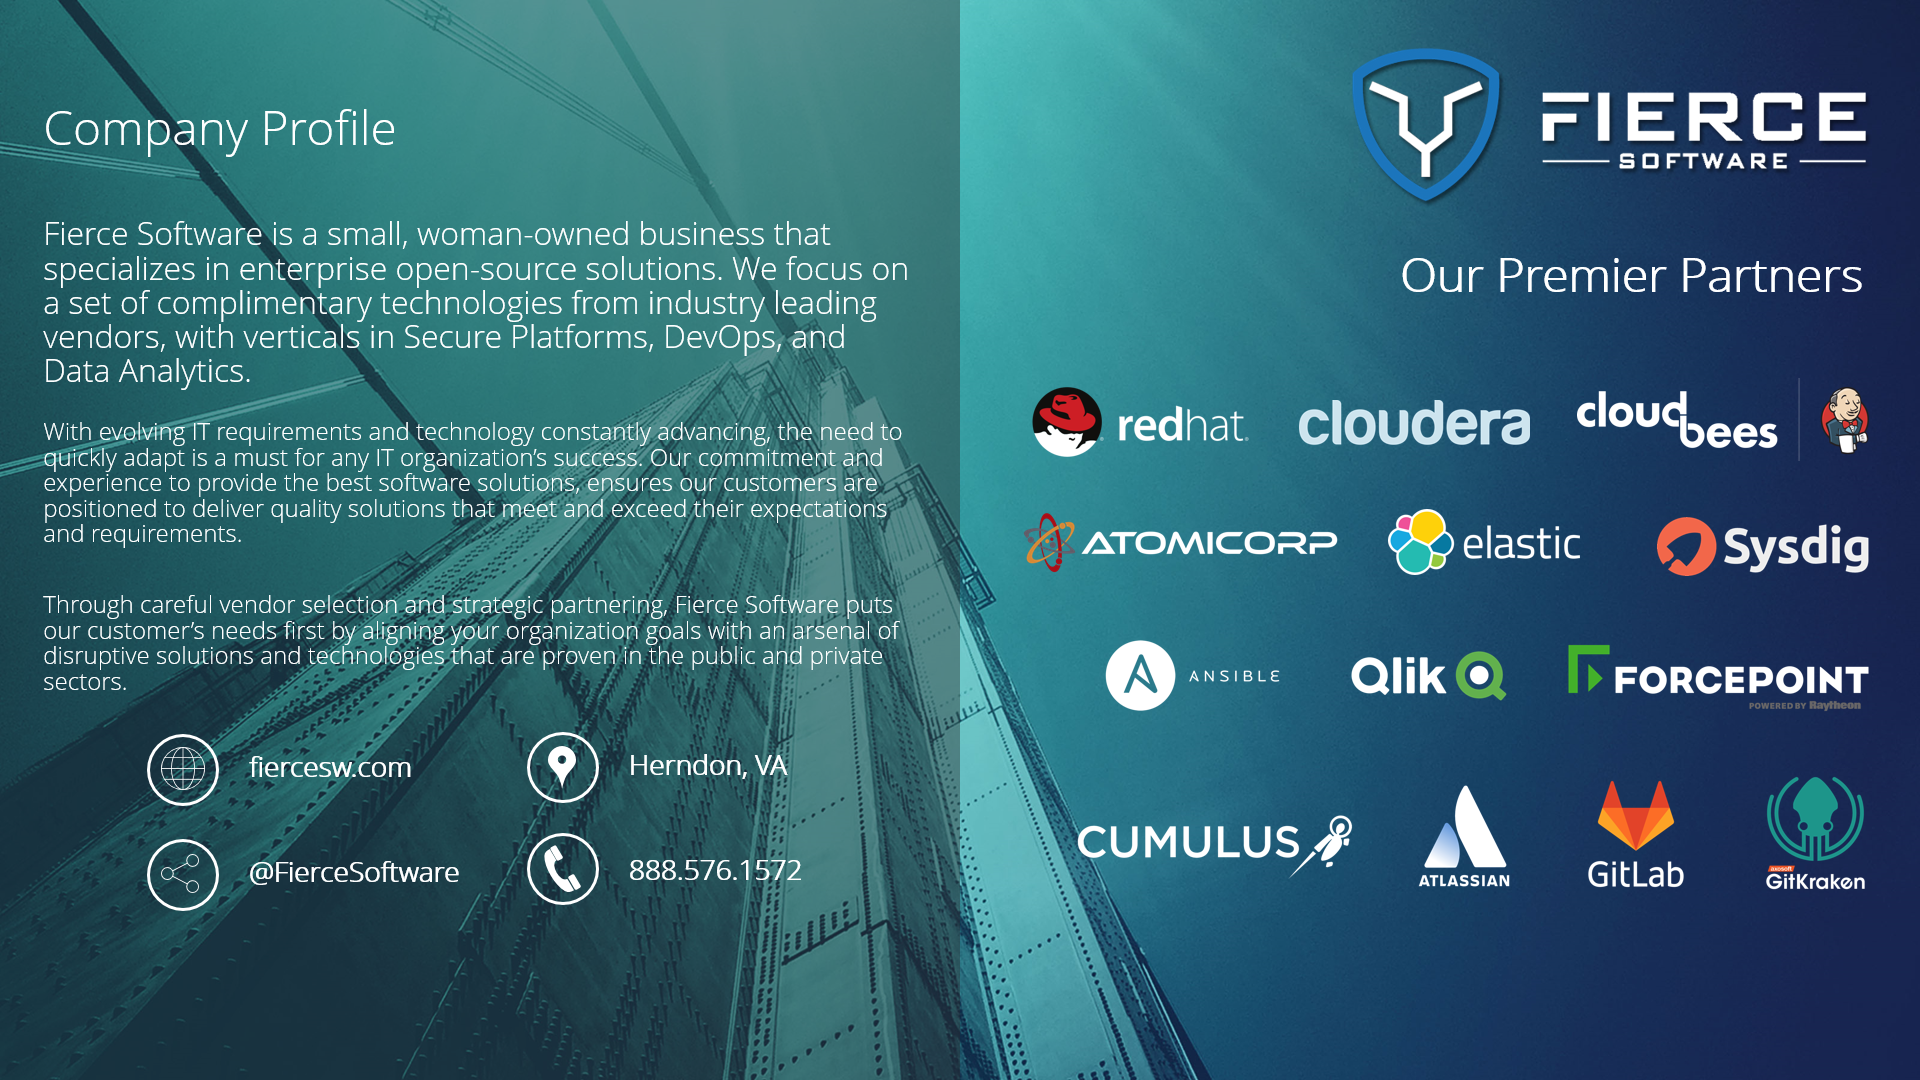 Company Profile
Fierce Software is a small, woman-owned business that
specializes in enterprise open-source solutions. We focus on
a set of complimentary technologies from industry leading
vendors, with verticals in Secure Platforms, DevOps, and
Data Analytics.
With evolving IT requirements and technology constantly advancing, the need to
quickly adapt is a must for any IT organization’s success. Our commitment and
experience to provide the best software solutions, ensures our customers are
positioned to deliver quality solutions that meet and exceed their expectations
and requirements.
Through careful vendor selection and strategic partnering, Fierce Software puts
our customer’s needs first by aligning your organization goals with an arsenal of
disruptive solutions and technologies that are proven in the public and private
sectors.
fiercesw.com
Herndon, VA
@FierceSoftware
888.576.1572
FIERCE
SOFTWARE
Our Premier Partners
redhat.
cloudera
cloudbees
ATOMICORP
elastic
Sysdig
ANSIBLE
Qlik
FORCEPOINT
POWERED BY Raytheon
CUMULUS
ATLASSIAN
GitLab
axosoft
GitKraken